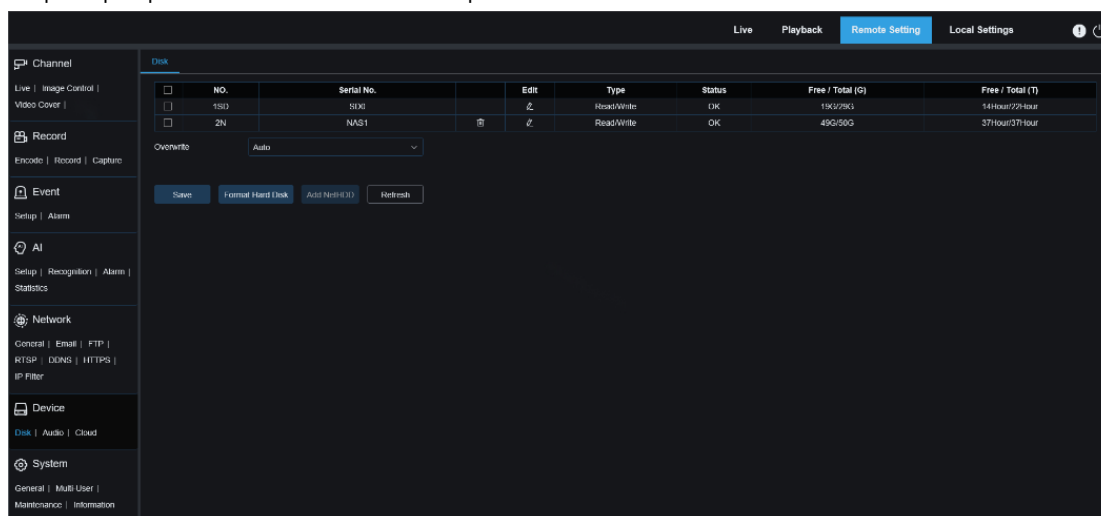 Live Playback Remote Setting Local Settings
Channel
Live | Image Control |
Video Cover |
Record
Encode | Record | Capture
Event
Setup | Alarm
AI
Setup | Recognition | Alarm |
Statistics
Network
General | Email | FTP |
RTSP | DDNS | HTTPS |
IP Filter
Device
Disk | Audio | Cloud
System
General | Multi-User |
Maintenance | Information
Disk
NO. Serial No. Edit Type Status Free / Total (G) Free / Total (T)
1SD SD0 Read/Write OK 19G/29G 14Hour/22Hour
2N NAS1 Read/Write OK 49G/50G 37Hour/37Hour
Overwrite Auto
Save Format Hard Disk Add NetHDD Refresh